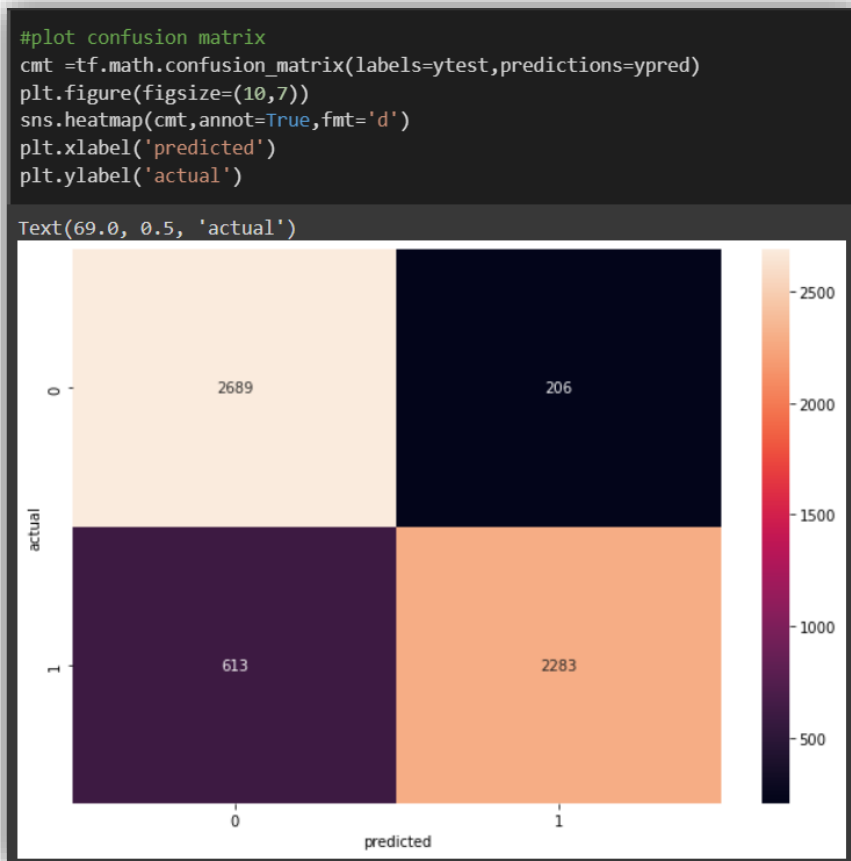 #plot confusion matrix
cmt =tf.math.confusion_matrix(labels=ytest,predictions=ypred)
plt.figure(figsize=(10,7))
sns.heatmap(cmt,annot=True,fmt='d')
plt.xlabel('predicted')
plt.ylabel('actual')
Text(69.0, 0.5, 'actual')
2500
0
2689
206
2000
actual
1500
1000
1
613
2283
500
0
1
predicted